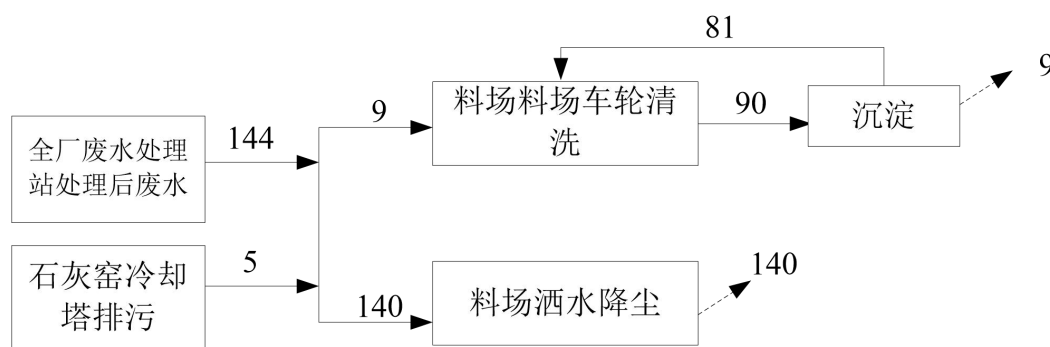 81
9
料场料场车轮清
洗
9
90
沉淀
全厂废水处理
站处理后废水
144
石灰窑冷却
塔排污
5
140
料场洒水降尘
140